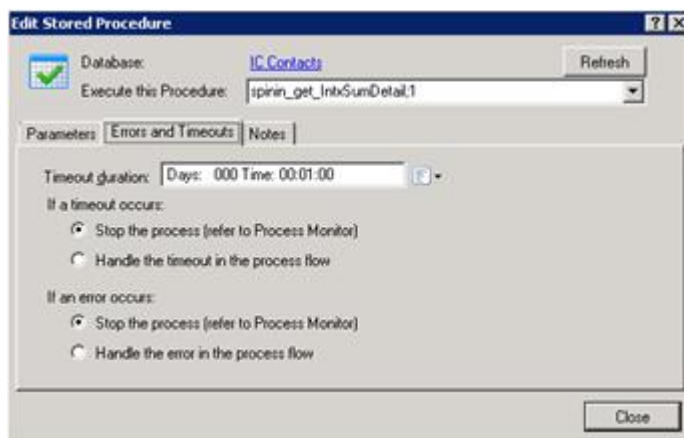 Edit Stored Procedure
Database: IC Contacts Refresh
Execute this Procedure: spinin_get_IntxSumDetail;1
Parameters Errors and Timeouts Notes
Timeout duration: Days: 000 Time: 00:01:00
If a timeout occurs:
Stop the process (refer to Process Monitor)
Handle the timeout in the process flow
If an error occurs:
Stop the process (refer to Process Monitor)
Handle the error in the process flow
Close